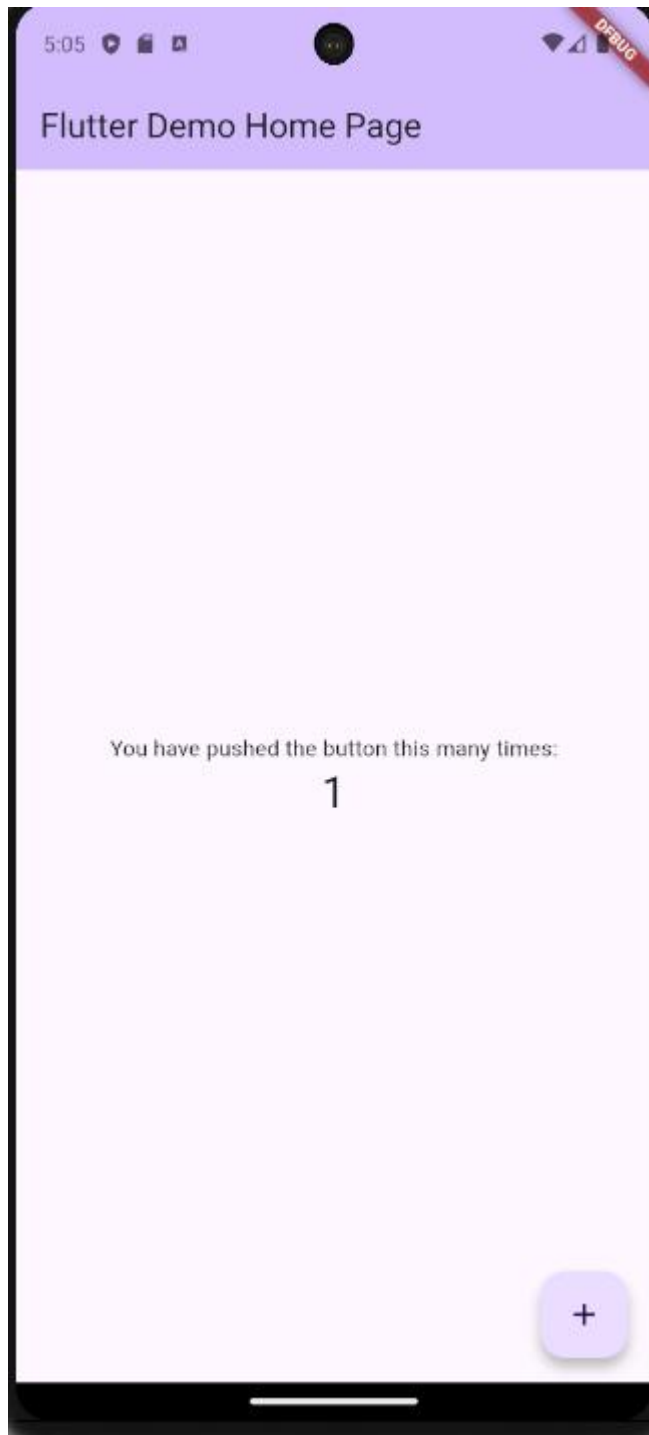 5:05
DEBUG
Flutter Demo Home Page
You have pushed the button this many times:
1
+